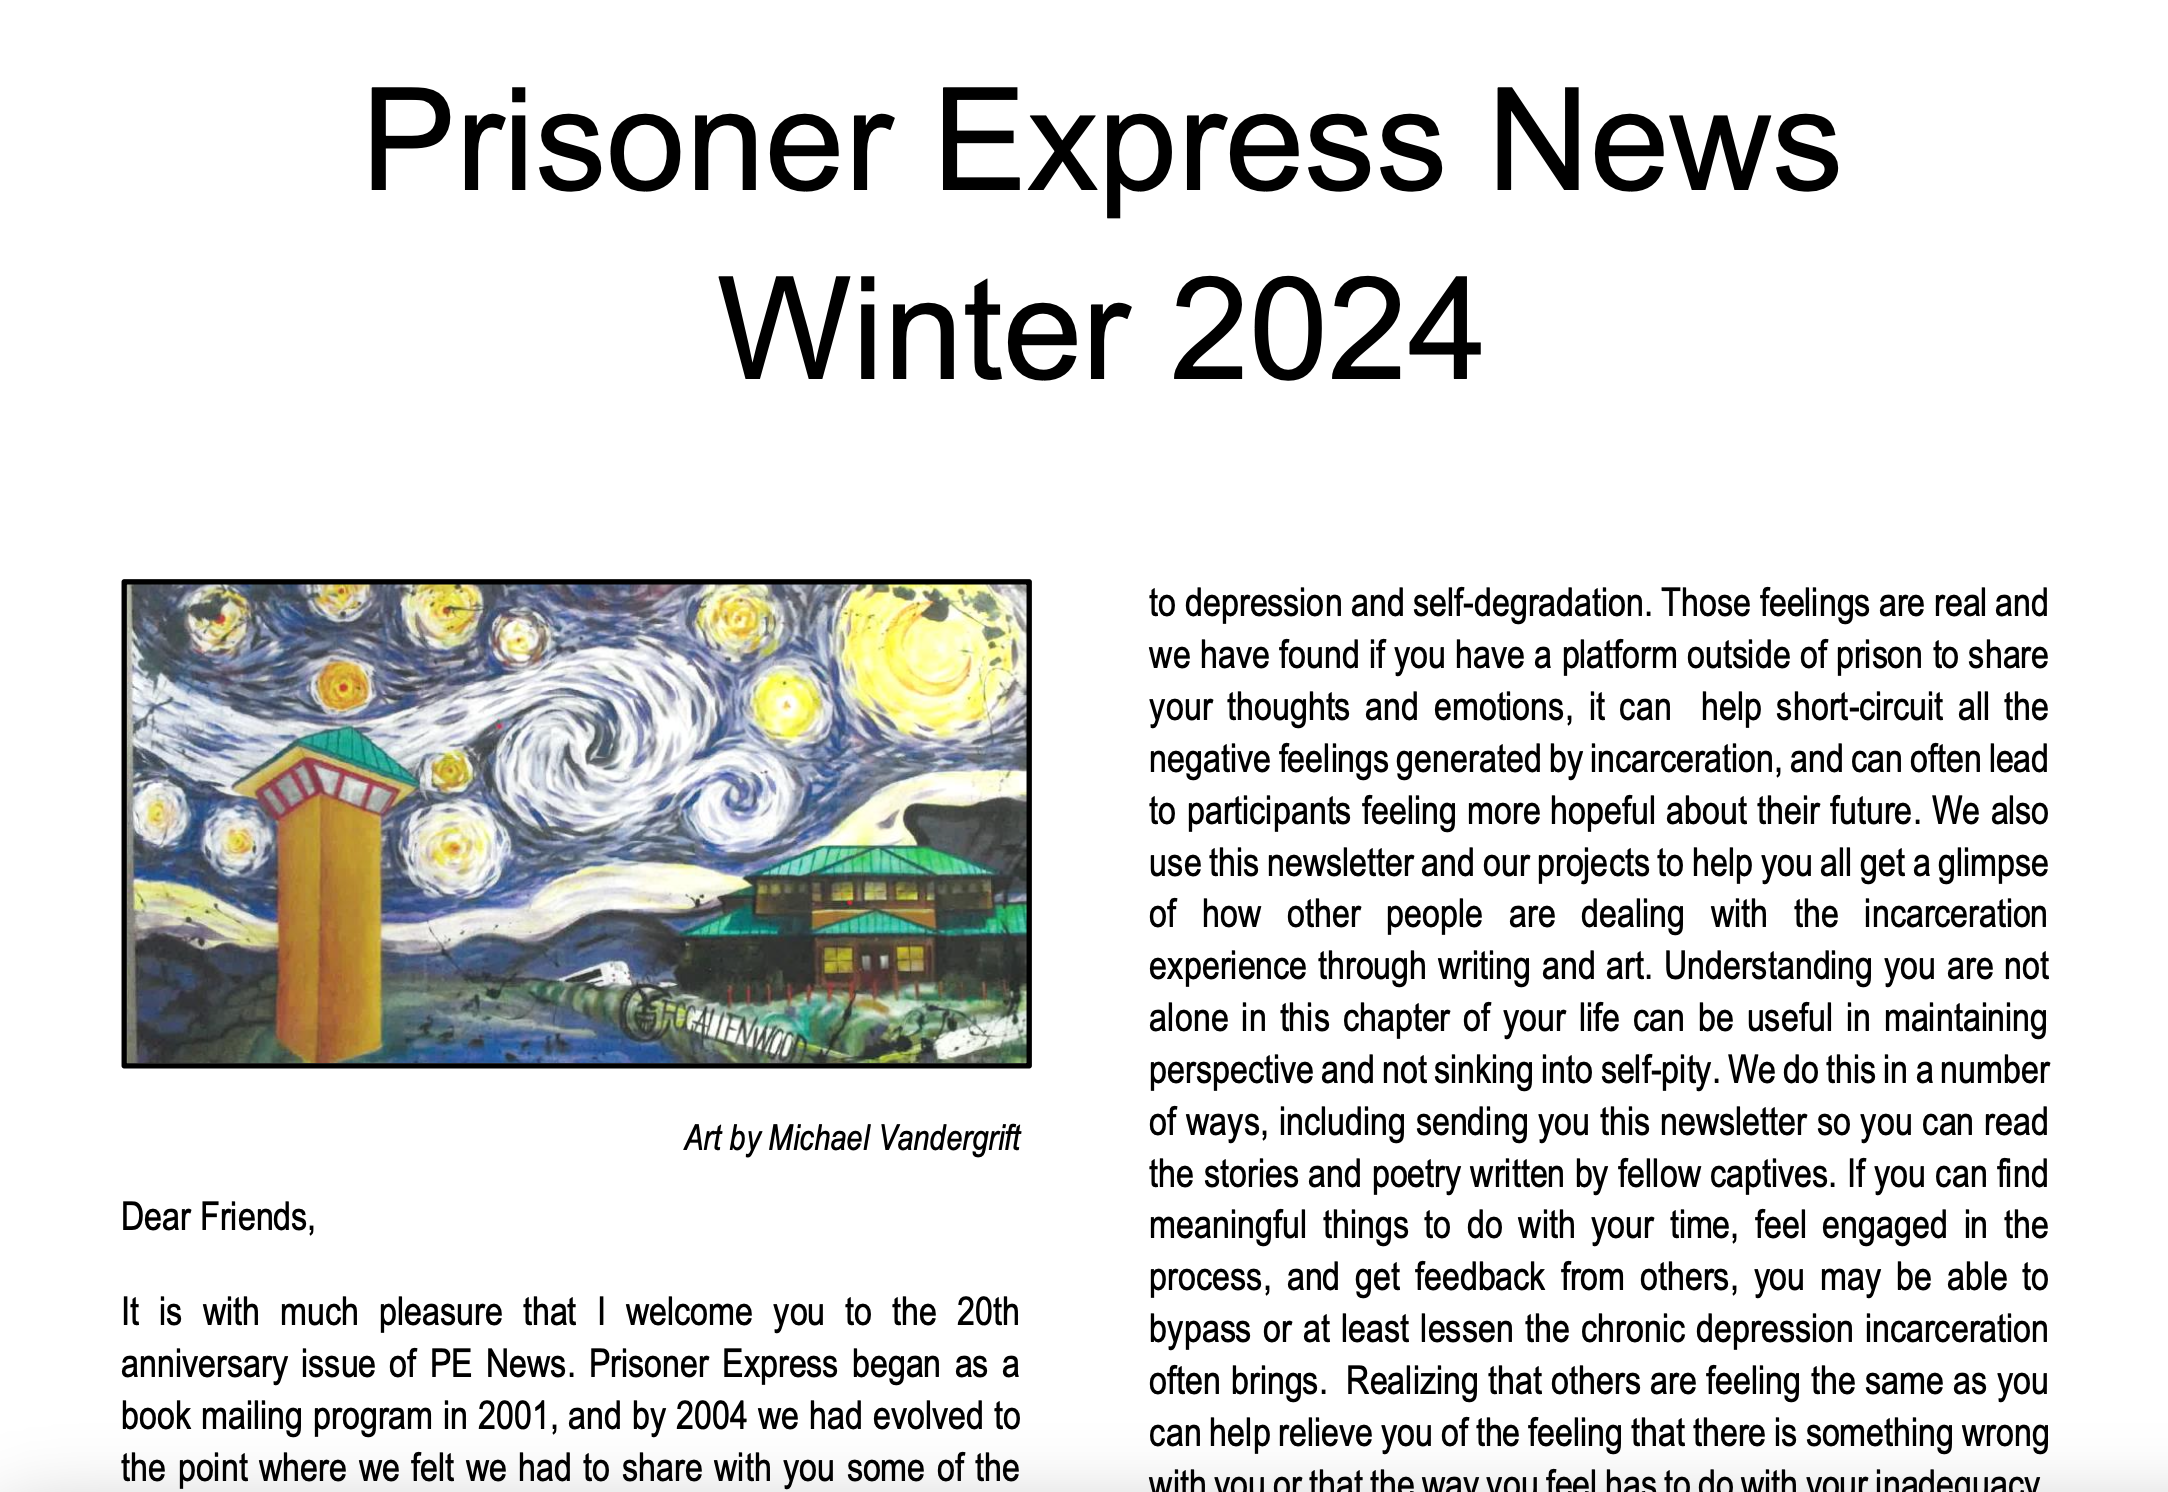 Prisoner Express News
Winter 2024
FCCALLENWOOD
Art by Michael Vandergrift
Dear Friends,
It is with much pleasure that I welcome you to the 20th
anniversary issue of PE News. Prisoner Express began as a
book mailing program in 2001, and by 2004 we had evolved to
the point where we felt we had to share with you some of the
to depression and self-degradation. Those feelings are real and
we have found if you have a platform outside of prison to share
your thoughts and emotions, it can help short-circuit all the
negative feelings generated by incarceration, and can often lead
to participants feeling more hopeful about their future. We also
use this newsletter and our projects to help you all get a glimpse
of how other people are dealing with the incarceration
experience through writing and art. Understanding you are not
alone in this chapter of your life can be useful in maintaining
perspective and not sinking into self-pity. We do this in a number
of ways, including sending you this newsletter so you can read
the stories and poetry written by fellow captives. If you can find
meaningful things to do with your time, feel engaged in the
process, and get feedback from others, you may be able to
bypass or at least lessen the chronic depression incarceration
often brings. Realizing that others are feeling the same as you
can help relieve you of the feeling that there is something wrong
with you or that the way you feel has to do with your inadequacy.